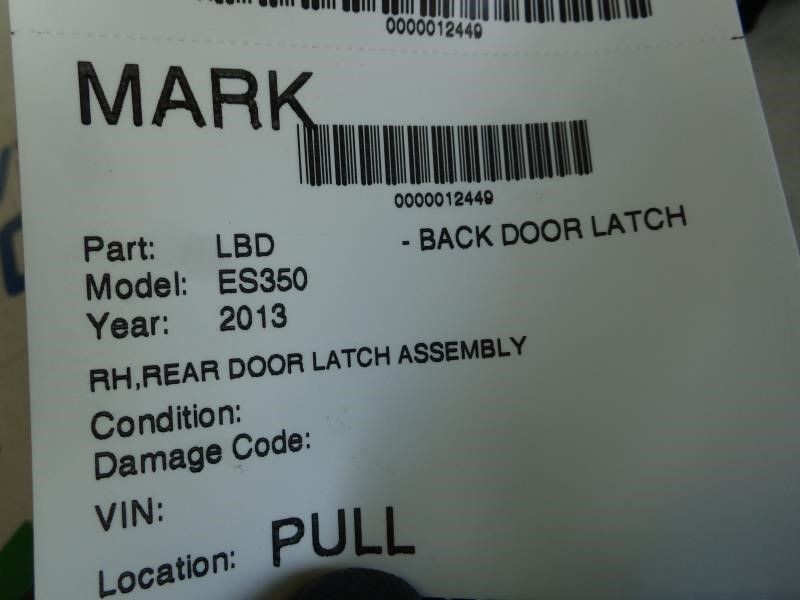 0000012449
MARK
0000012449
Part: LBD - BACK DOOR LATCH
Model: ES350
Year: 2013
RH,REAR DOOR LATCH ASSEMBLY
Condition:
Damage Code:
VIN:
Location: PULL